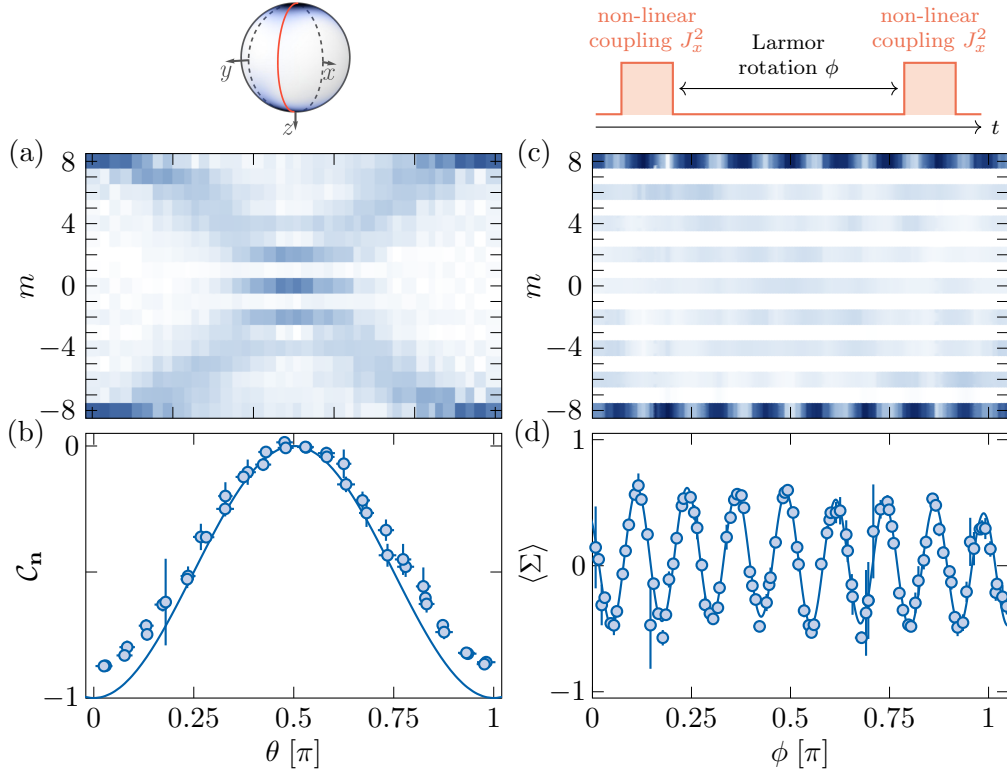 non-linear
coupling J_x^2
Larmor
rotation ϕ
non-linear
coupling J_x^2
y
x
z
t
(a)
8
4
0
−4
−8
m
(c)
8
4
0
−4
−8
m
(b)
0
−1
C_n
0
0.25
0.5
0.75
1
θ [π]
(d)
1
0
−1
⟨Σ⟩
0
0.25
0.5
0.75
1
ϕ [π]